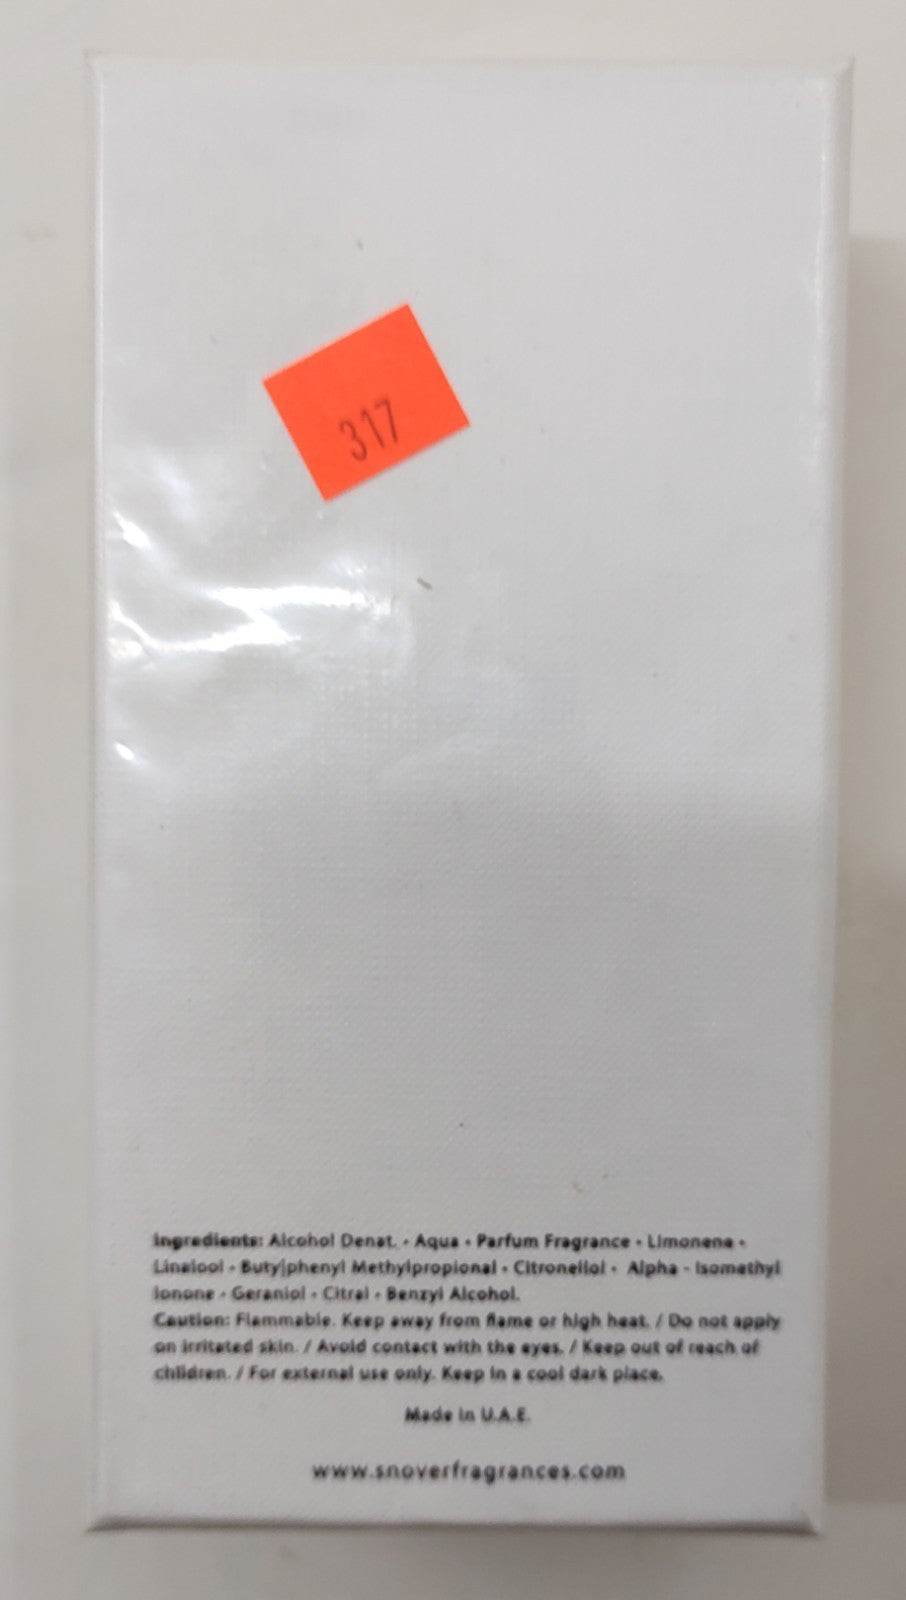 317
Ingredients: Alcohol Denat. • Aqua • Parfum Fragrance • Limonene •
Linalool • Butylphenyl Methylpropional • Citronellol • Alpha - Isomethyl
Ionone • Geraniol • Citral • Benzyl Alcohol.
Caution: Flammable. Keep away from flame or high heat. / Do not apply
on irritated skin. / Avoid contact with the eyes. / Keep out of reach of
children. / For external use only. Keep in a cool dark place.
Made in U.A.E.
www.snoverfragrances.com